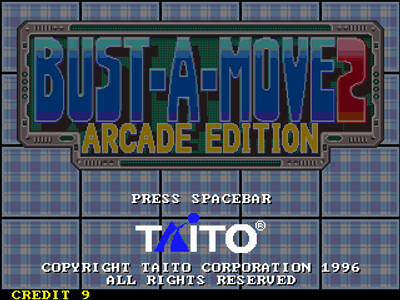 BUST-A-MOVE 2
ARCADE EDITION
PRESS SPACEBAR
TAITO®
COPYRIGHT TAITO CORPORATION 1996
ALL RIGHTS RESERVED
CREDIT 9